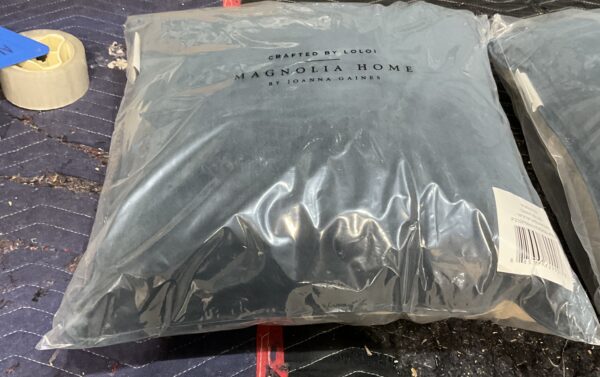 CRAFTED BY LOLOI
MAGNOLIA HOME
BY JOANNA GAINES